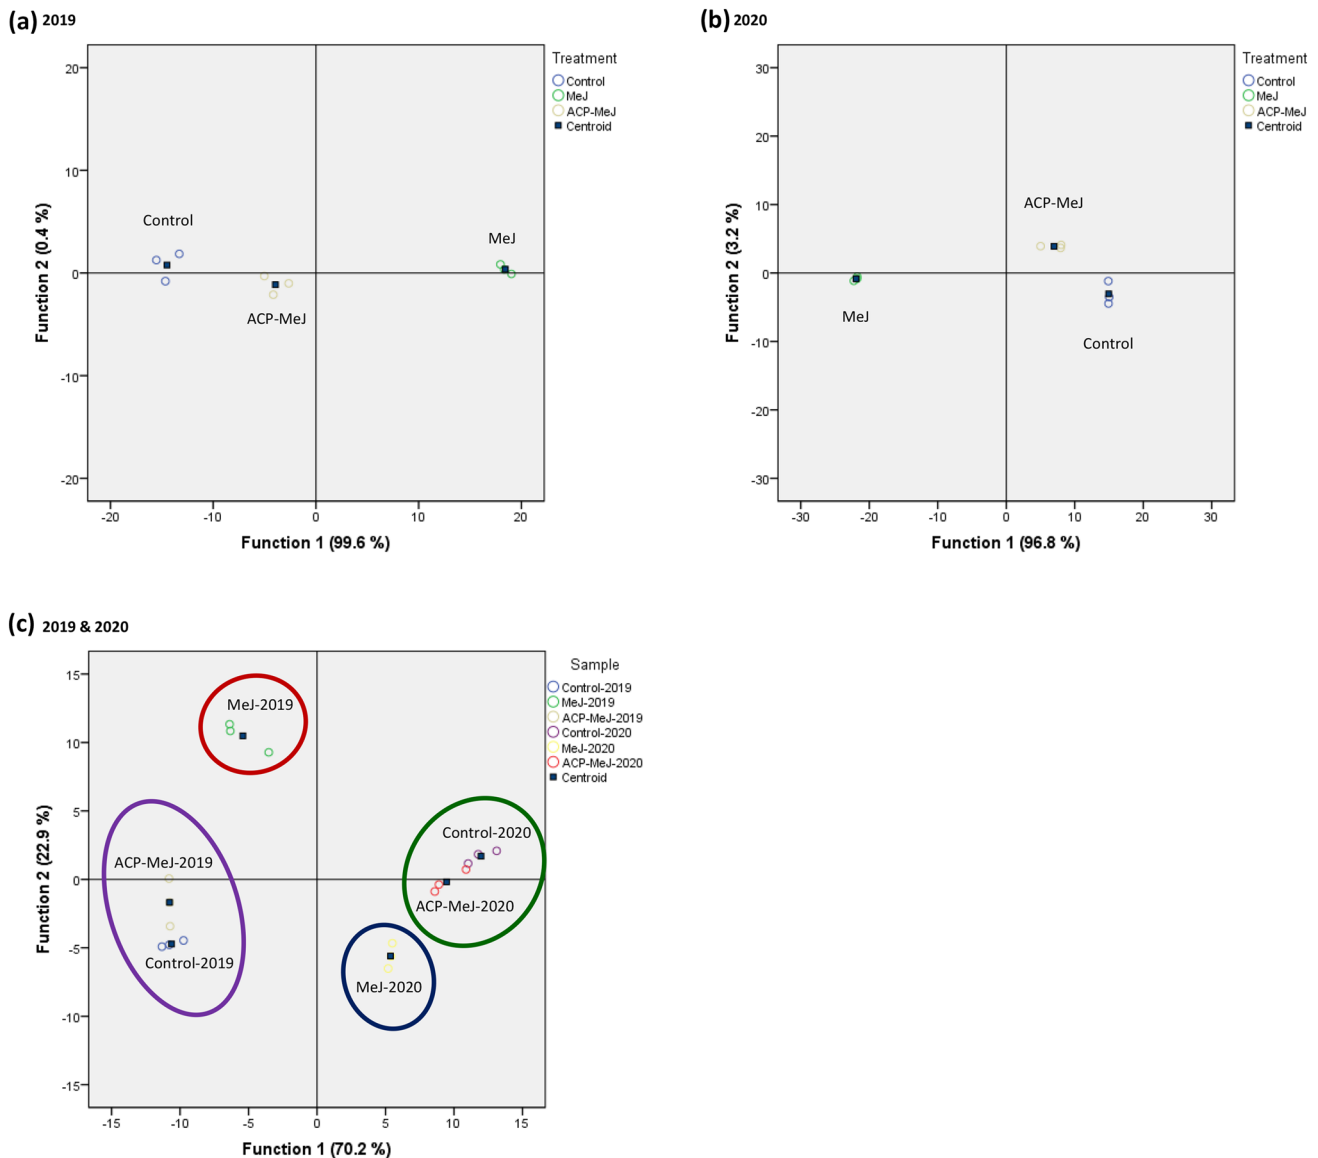 (a) 2019
Treatment
Control
MeJ
ACP-MeJ
Centroid
20
10
0
-10
-20
Function 2 (0.4 %)
Control
ACP-MeJ
MeJ
-20
-10
0
10
20
Function 1 (99.6 %)
(b) 2020
Treatment
Control
MeJ
ACP-MeJ
Centroid
30
20
10
0
-10
-20
-30
Function 2 (3.2 %)
ACP-MeJ
MeJ
Control
-30
-20
-10
0
10
20
30
Function 1 (96.8 %)
(c) 2019 & 2020
Sample
Control-2019
MeJ-2019
ACP-MeJ-2019
Control-2020
MeJ-2020
ACP-MeJ-2020
Centroid
15
10
5
0
-5
-10
-15
Function 2 (22.9 %)
MeJ-2019
Control-2020
ACP-MeJ-2019
ACP-MeJ-2020
Control-2019
MeJ-2020
-15
-10
-5
0
5
10
15
Function 1 (70.2 %)